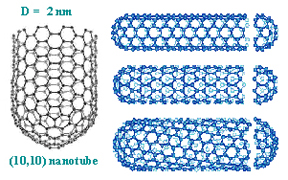 D = 2 nm
(10,10) nanotube